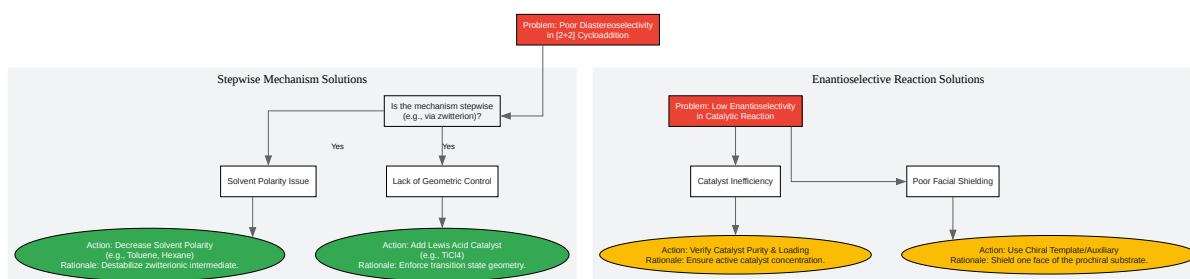 Problem: Poor Diastereoselectivity
in [2+2] Cycloaddition
Stepwise Mechanism Solutions
Is the mechanism stepwise
(e.g., via zwitterion)?
Yes
Yes
Solvent Polarity Issue
Lack of Geometric Control
Action: Decrease Solvent Polarity
(e.g., Toluene, Hexane)
Rationale: Destabilize zwitterionic intermediate.
Action: Add Lewis Acid Catalyst
(e.g., TiCl4)
Rationale: Enforce transition state geometry.
Enantioselective Reaction Solutions
Problem: Low Enantioselectivity
in Catalytic Reaction
Catalyst Inefficiency
Poor Facial Shielding
Action: Verify Catalyst Purity & Loading
Rationale: Ensure active catalyst concentration.
Action: Use Chiral Template/Auxiliary
Rationale: Shield one face of the prochiral substrate.